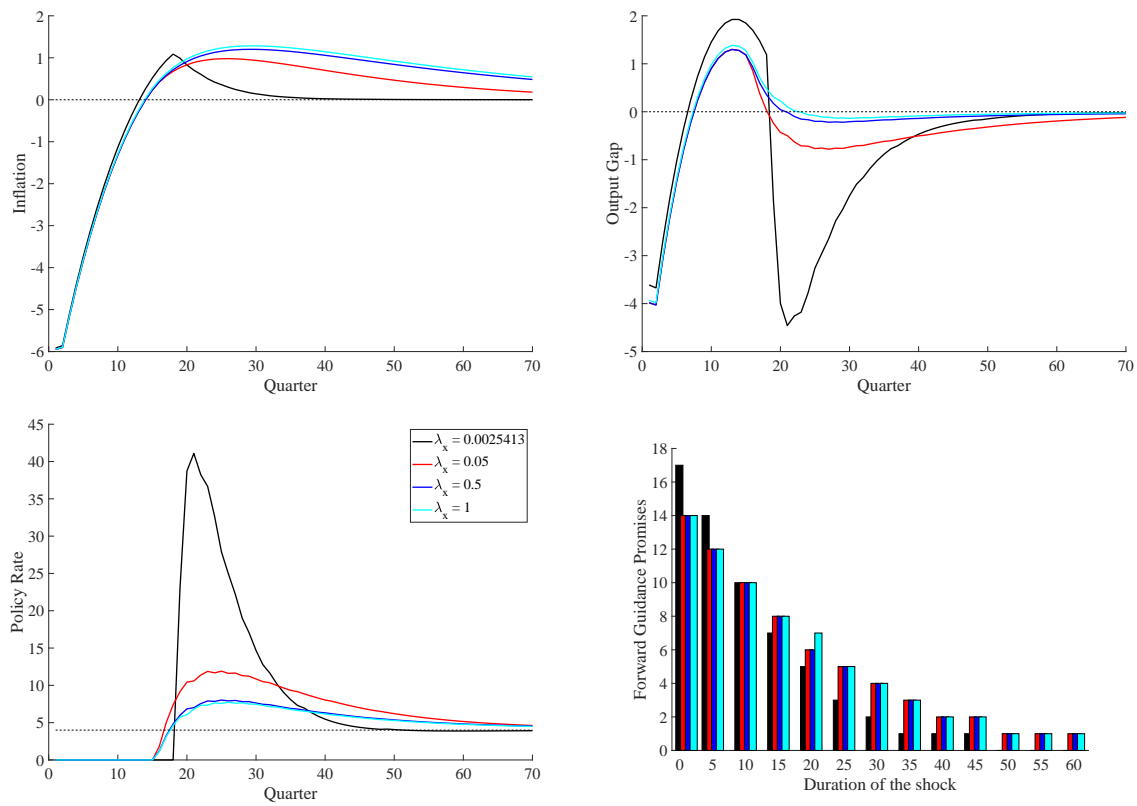 2
1
0
-1
-2
-3
-4
-5
-6
Inflation
0 10 20 30 40 50 60 70
Quarter
2
1
0
-1
-2
-3
-4
-5
Output Gap
0 10 20 30 40 50 60 70
Quarter
45
40
35
30
25
20
15
10
5
0
Policy Rate
0 10 20 30 40 50 60 70
Quarter
λx = 0.0025413
λx = 0.05
λx = 0.5
λx = 1
18
16
14
12
10
8
6
4
2
0
Forward Guidance Promises
0 5 10 15 20 25 30 35 40 45 50 55 60
Duration of the shock